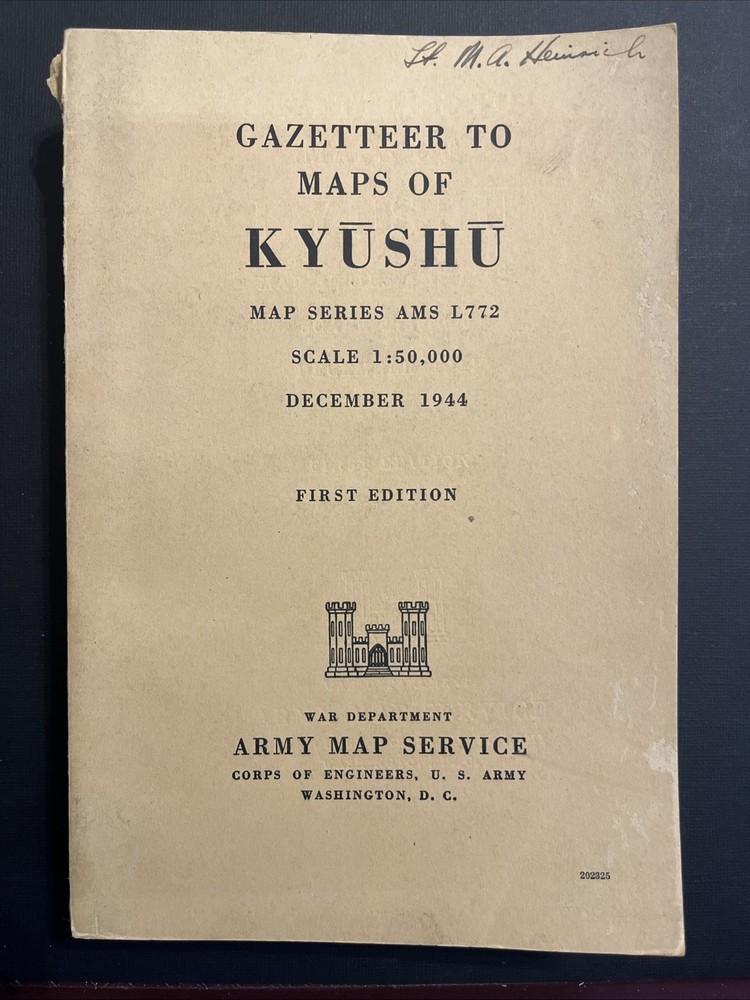 Lt. M. A. Heinrich
GAZETTEER TO
MAPS OF
KYŪSHŪ
MAP SERIES AMS L772
SCALE 1:50,000
DECEMBER 1944
FIRST EDITION
WAR DEPARTMENT
ARMY MAP SERVICE
CORPS OF ENGINEERS, U. S. ARMY
WASHINGTON, D. C.
202325